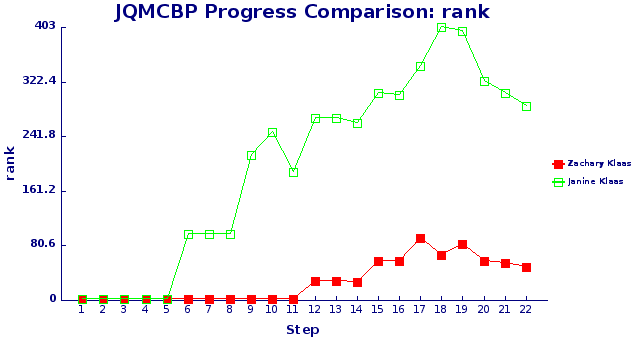 JQMCBP Progress Comparison: rank
403
322.4
241.8
161.2
80.6
0
rank
1 2 3 4 5 6 7 8 9 10 11 12 13 14 15 16 17 18 19 20 21 22
Step
Zachary Klaas
Janine Klaas